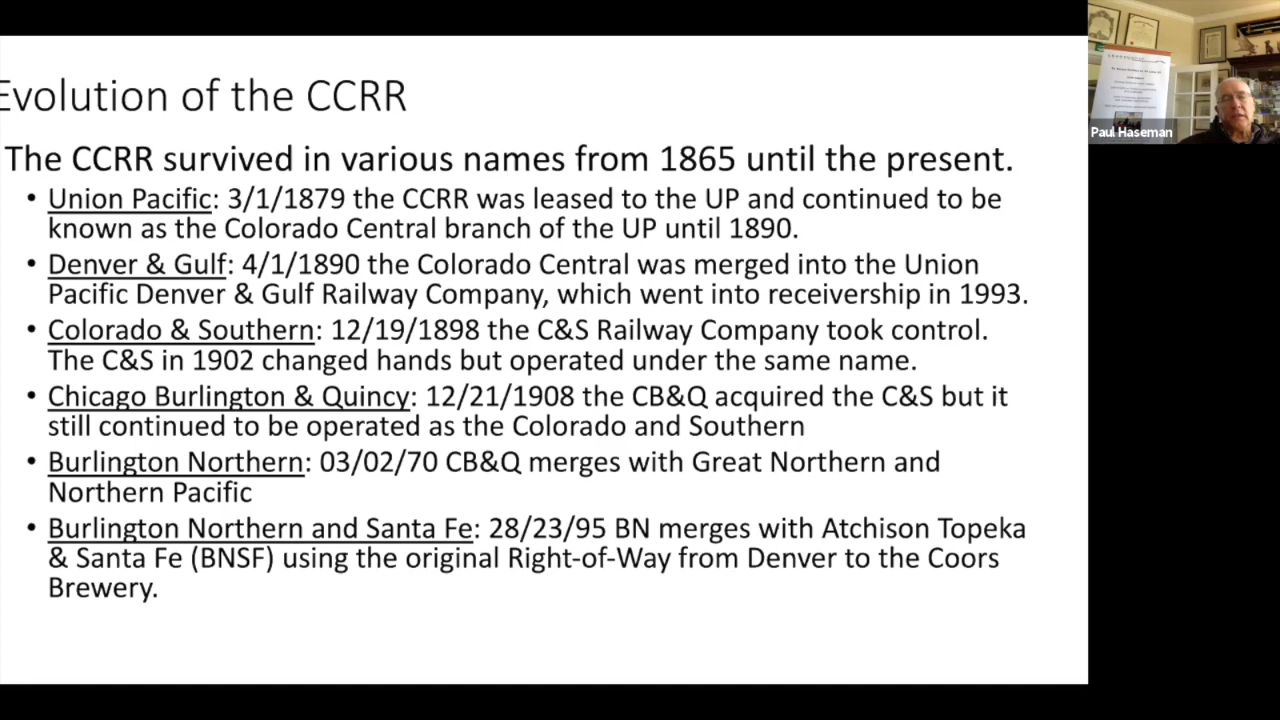 Evolution of the CCRR
The CCRR survived in various names from 1865 until the present.
• Union Pacific: 3/1/1879 the CCRR was leased to the UP and continued to be
known as the Colorado Central branch of the UP until 1890.
• Denver & Gulf: 4/1/1890 the Colorado Central was merged into the Union
Pacific Denver & Gulf Railway Company, which went into receivership in 1993.
• Colorado & Southern: 12/19/1898 the C&S Railway Company took control.
The C&S in 1902 changed hands but operated under the same name.
• Chicago Burlington & Quincy: 12/21/1908 the CB&Q acquired the C&S but it
still continued to be operated as the Colorado and Southern
• Burlington Northern: 03/02/70 CB&Q merges with Great Northern and
Northern Pacific
• Burlington Northern and Santa Fe: 28/23/95 BN merges with Atchison Topeka
& Santa Fe (BNSF) using the original Right-of-Way from Denver to the Coors
Brewery.
Paul Haseman